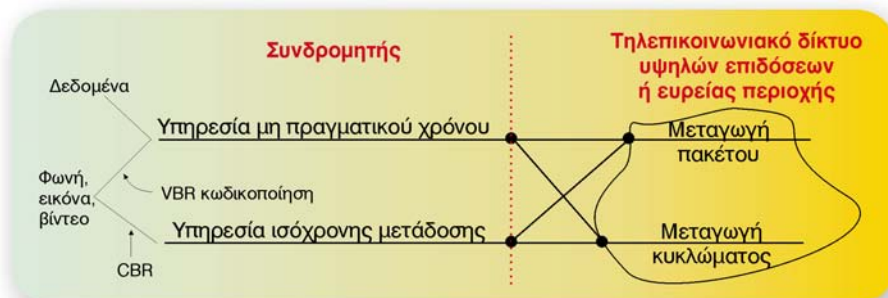 Συνδρομητής
Τηλεπικοινωνιακό δίκτυο
υψηλών επιδόσεων
ή ευρείας περιοχής
Δεδομένα
Υπηρεσία μη πραγματικού χρόνου
Μεταγωγή
πακέτου
Φωνή,
εικόνα,
βίντεο
VBR κωδικοποίηση
Υπηρεσία ισόχρονης μετάδοσης
Μεταγωγή
κυκλώματος
CBR